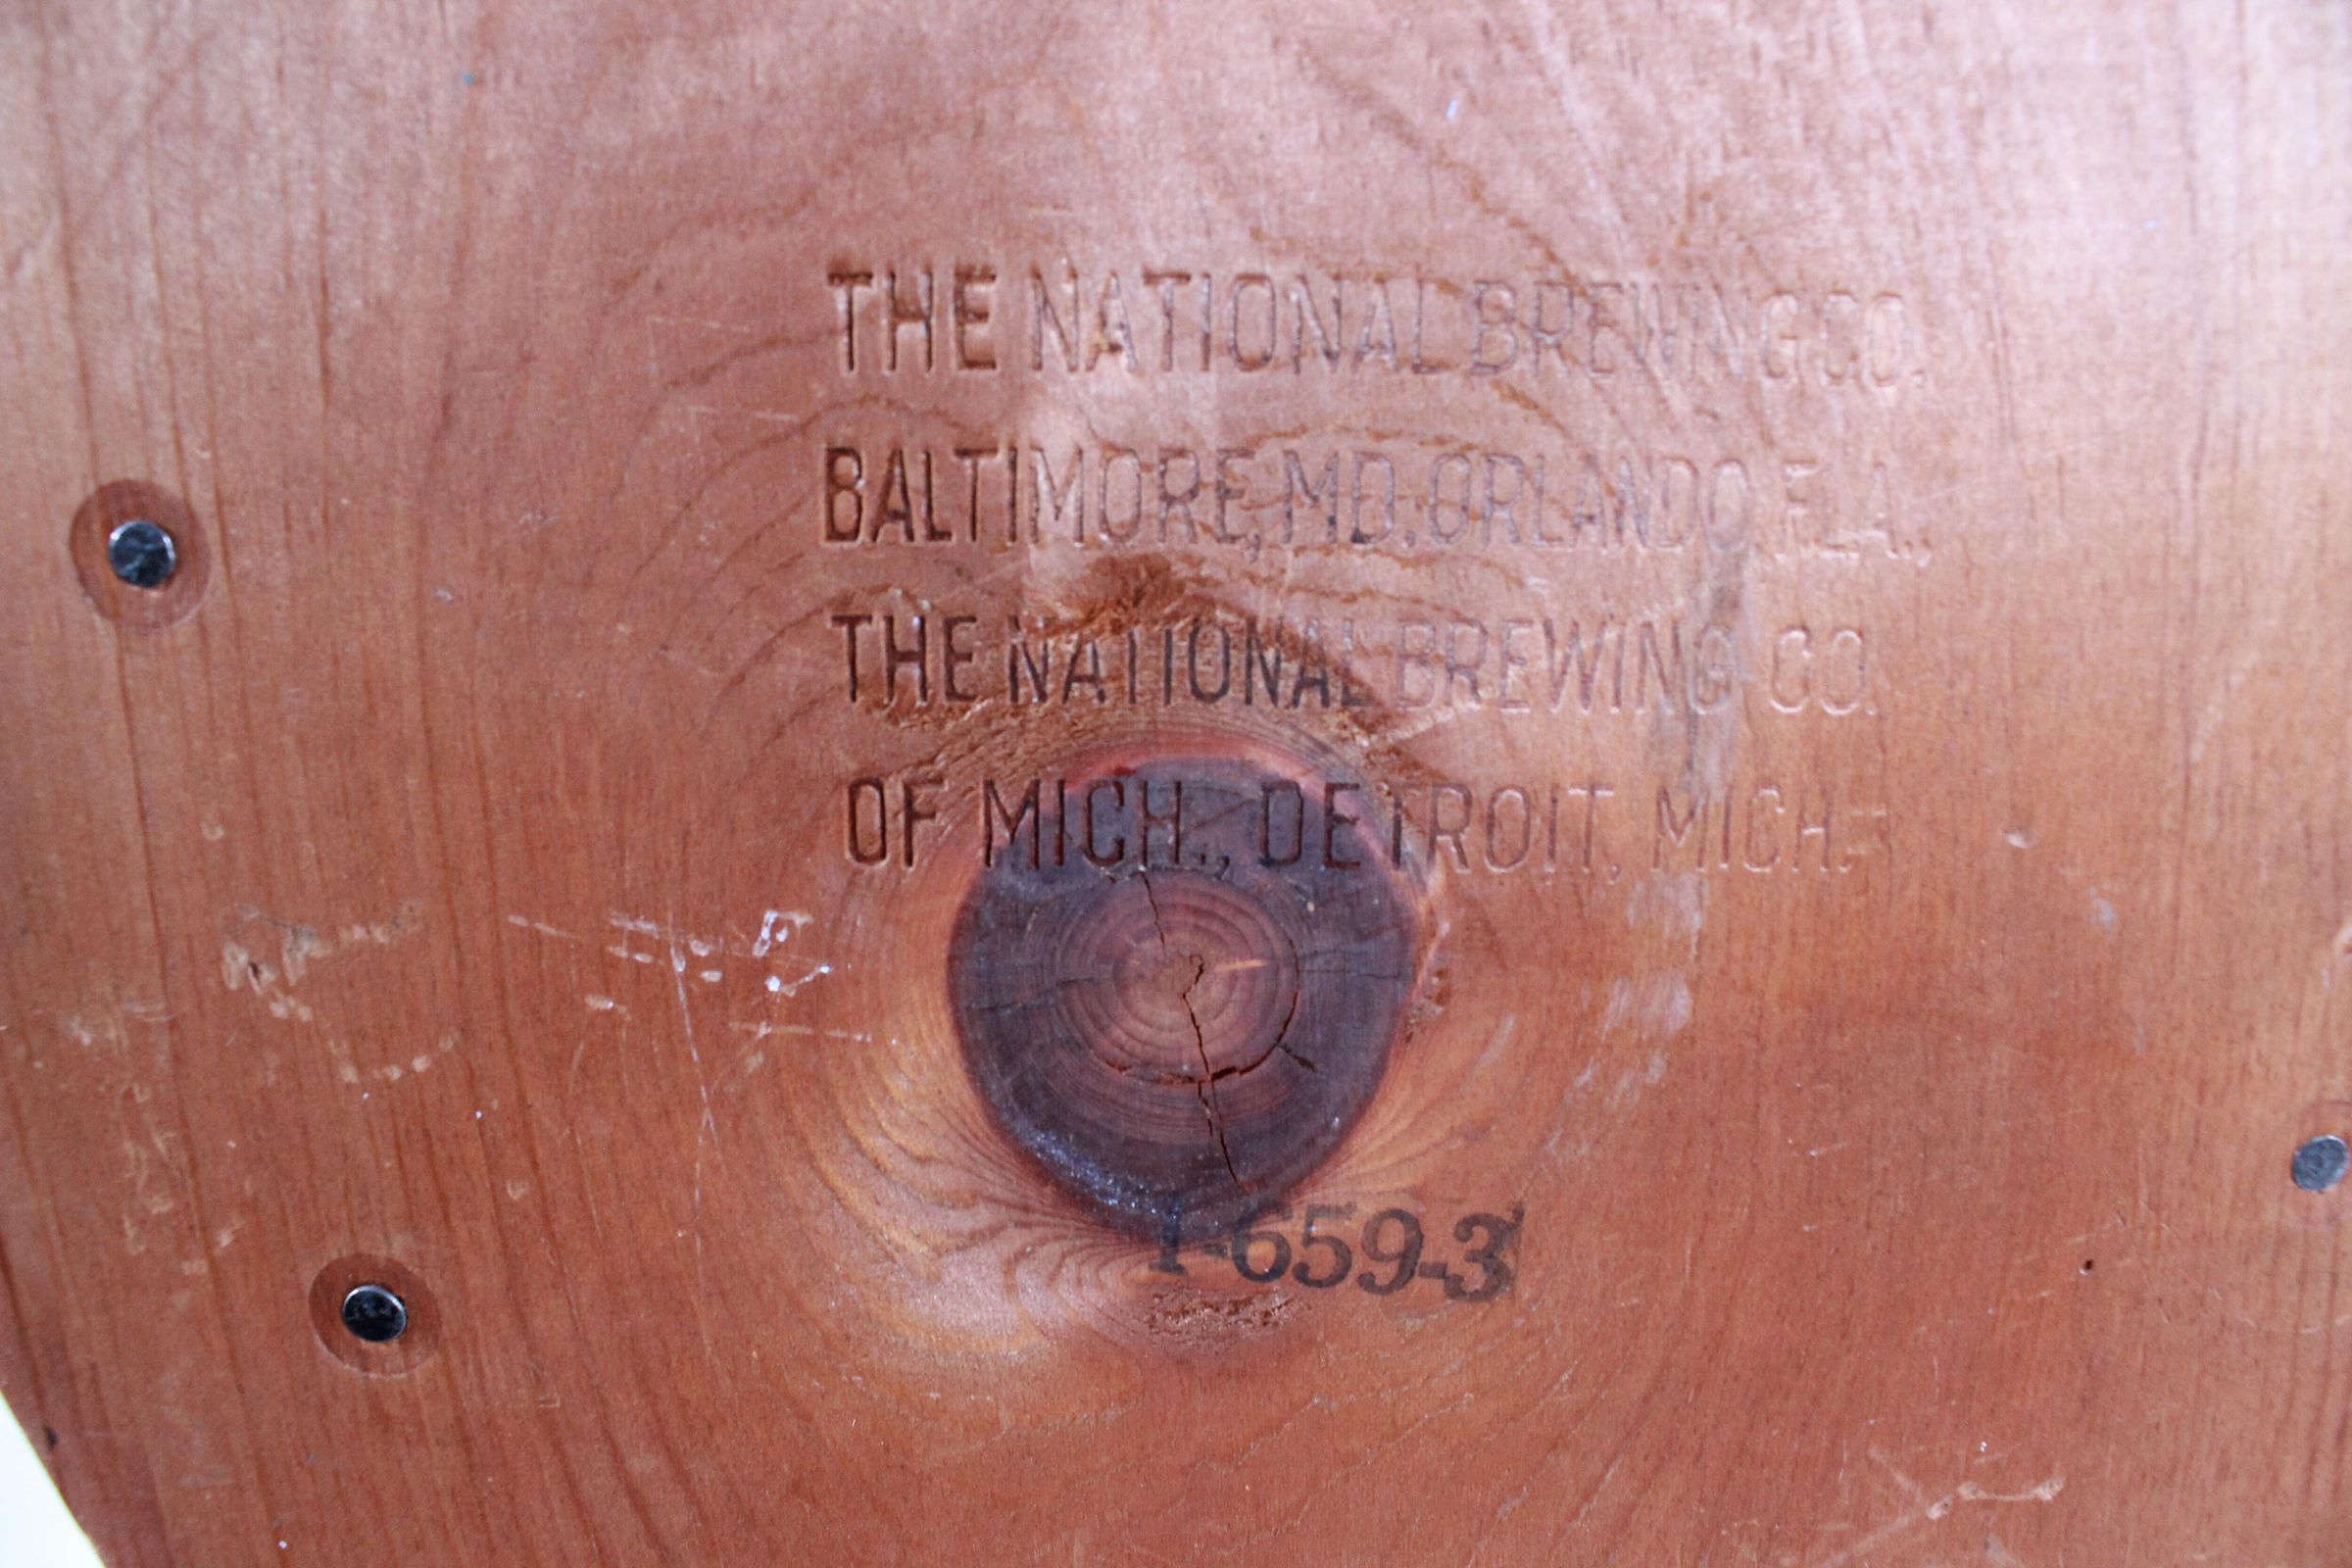 THE NATIONAL BREWING CO.
BALTIMORE, MD. ORLANDO, FLA.,
THE NATIONAL BREWING CO.
OF MICH., DETROIT, MICH.
1-659-3